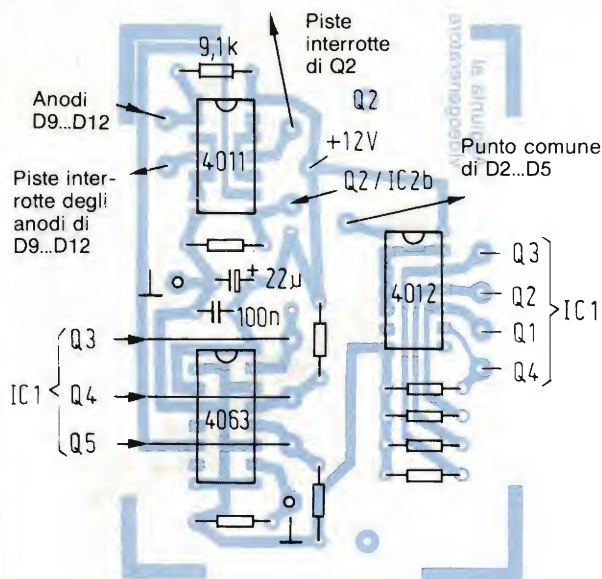 Piste
interrotte
di Q2
9,1k
Q2
Anodi
D9...D12
4011
+12V
Punto comune
di D2...D5
Piste inter-
rotte degli
anodi di
D9...D12
Q2/IC2b
+ 22µ
100n
4012
Q3
Q2
Q1
Q4
IC1
Q3
IC1
Q4
Q5
4063